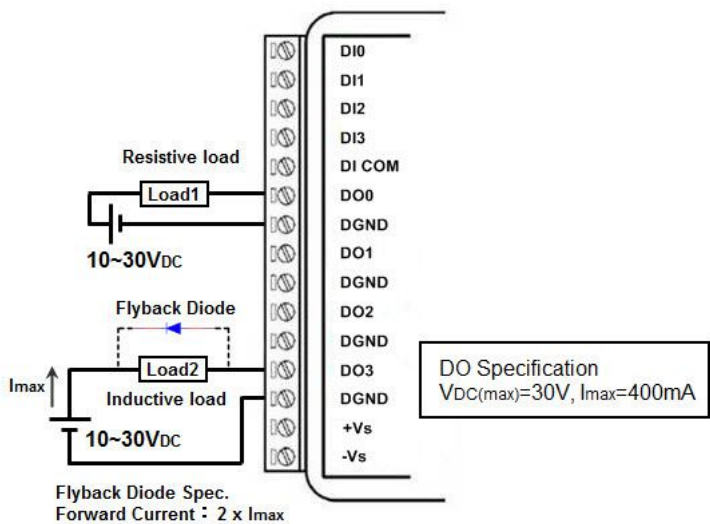 DI0
DI1
DI2
DI3
DI COM
DO0
DGND
DO1
DGND
DO2
DGND
DO3
DGND
+Vs
-Vs
Resistive load
Load1
10~30VDC
Flyback Diode
Load2
Imax
Inductive load
10~30VDC
Flyback Diode Spec.
Forward Current : 2 x Imax
DO Specification
VDC(max)=30V, Imax=400mA